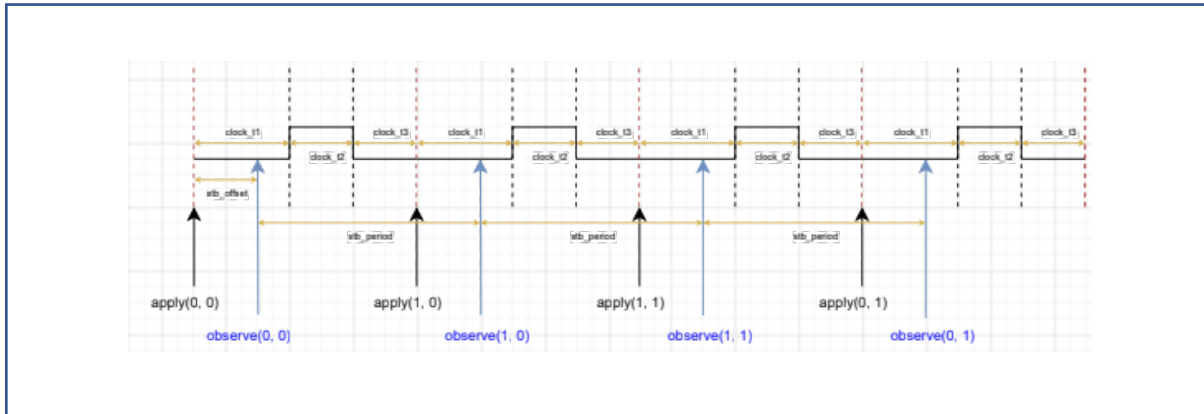 clock_t1 clock_t3 clock_t1 clock_t3 clock_t1 clock_t3 clock_t1 clock_t3
clock_t2 clock_t2 clock_t2 clock_t2
stb_offset
stb_period stb_period stb_period
apply(0, 0) apply(1, 0) apply(1, 1) apply(0, 1)
observe(0, 0) observe(1, 0) observe(1, 1) observe(0, 1)